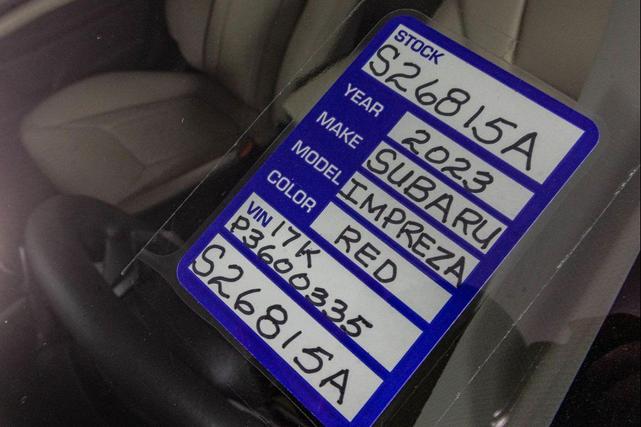 STOCK
S26815A
YEAR 2023
MAKE SUBARU
MODEL IMPREZA
COLOR RED
VIN 17K
P3600335
S26815A